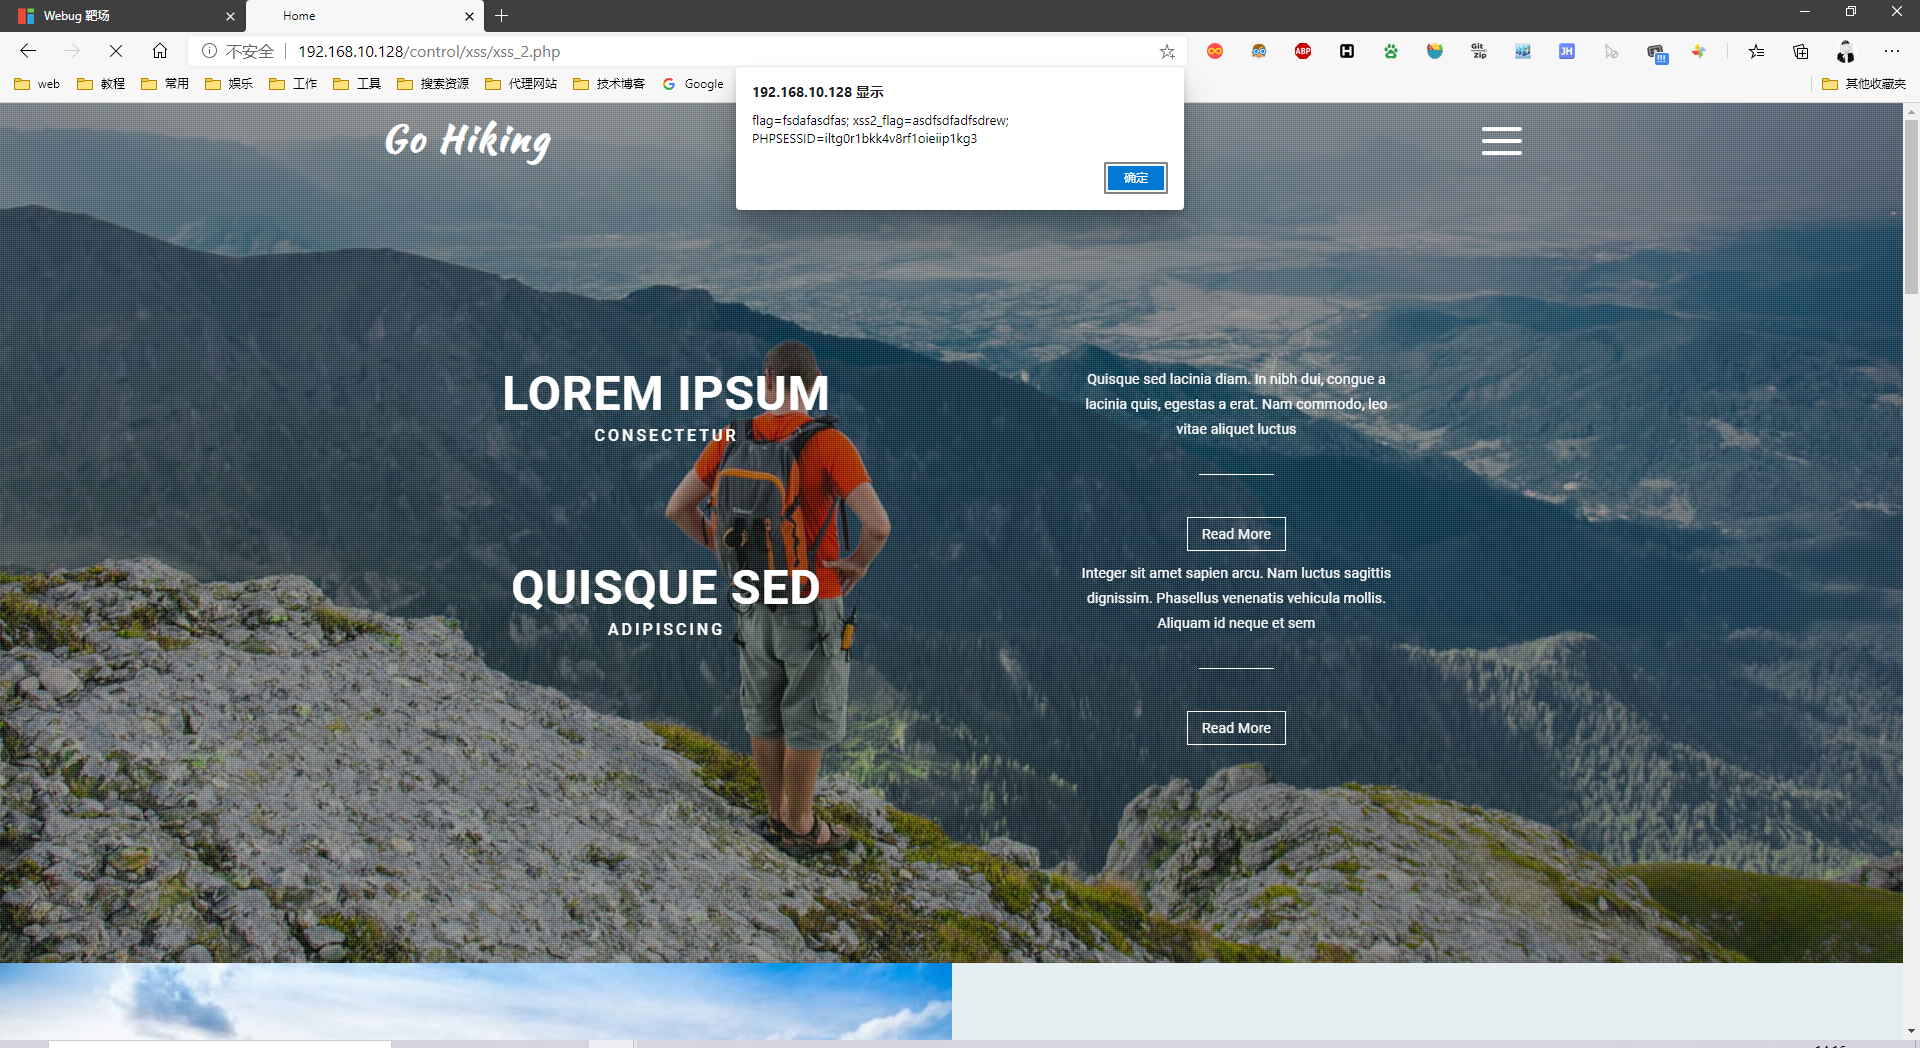 Webug 靶场
Home
不安全
192.168.10.128/control/xss/xss_2.php
ABP
H
Git Zip
JH
!!!
web
教程
常用
娱乐
工作
工具
搜索资源
代理网站
技术博客
Google
其他收藏夹
192.168.10.128 显示
flag=fsdafasdfas; xss2_flag=asdfsdfadfsdrew;
PHPSESSID=iltg0r1bkk4v8rf1oieiip1kg3
确定
Go Hiking
LOREM IPSUM
CONSECTETUR
Quisque sed lacinia diam. In nibh dui, congue a
lacinia quis, egestas a erat. Nam commodo, leo
vitae aliquet luctus
Read More
QUISQUE SED
ADIPISCING
Integer sit amet sapien arcu. Nam luctus sagittis
dignissim. Phasellus venenatis vehicula mollis.
Aliquam id neque et sem
Read More